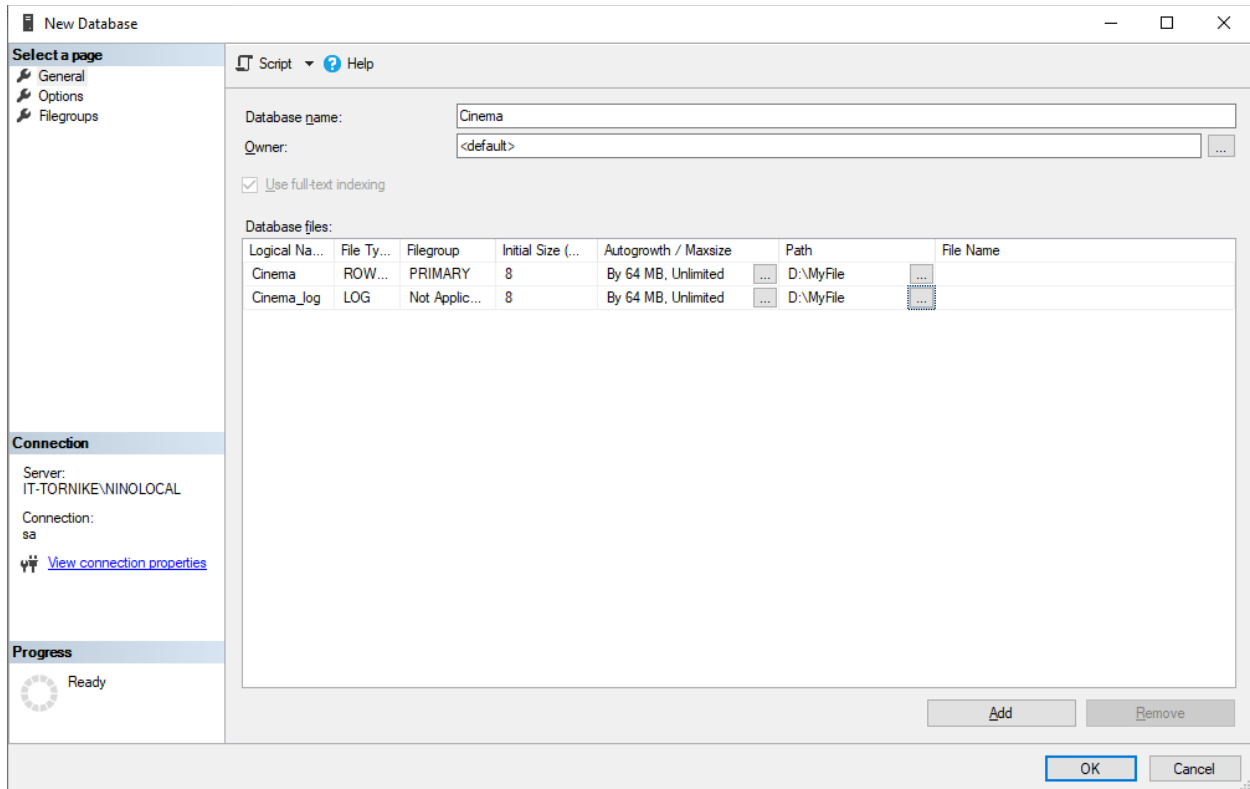 New Database
Select a page
General
Options
Filegroups
Script Help
Database name: Cinema
Owner: <default> ...
Use full-text indexing
Database files:
Logical Na... File Ty... Filegroup Initial Size (... Autogrowth / Maxsize Path File Name
Cinema ROW... PRIMARY 8 By 64 MB, Unlimited ... D:\MyFile ...
Cinema_log LOG Not Applic... 8 By 64 MB, Unlimited ... D:\MyFile ...
Connection
Server:
IT-TORNIKE\NINOLOCAL
Connection:
sa
View connection properties
Progress
Ready
Add Remove
OK Cancel